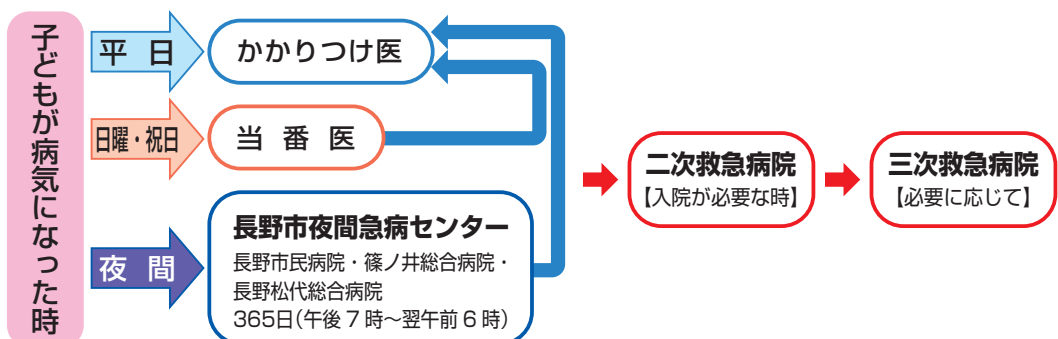 子どもが病気になった時
平日
かかりつけ医
日曜・祝日
当番医
夜間
長野市夜間急病センター
長野市民病院・篠ノ井総合病院・
長野松代総合病院
365日(午後7時～翌午前6時)
二次救急病院
【入院が必要な時】
三次救急病院
【必要に応じて】